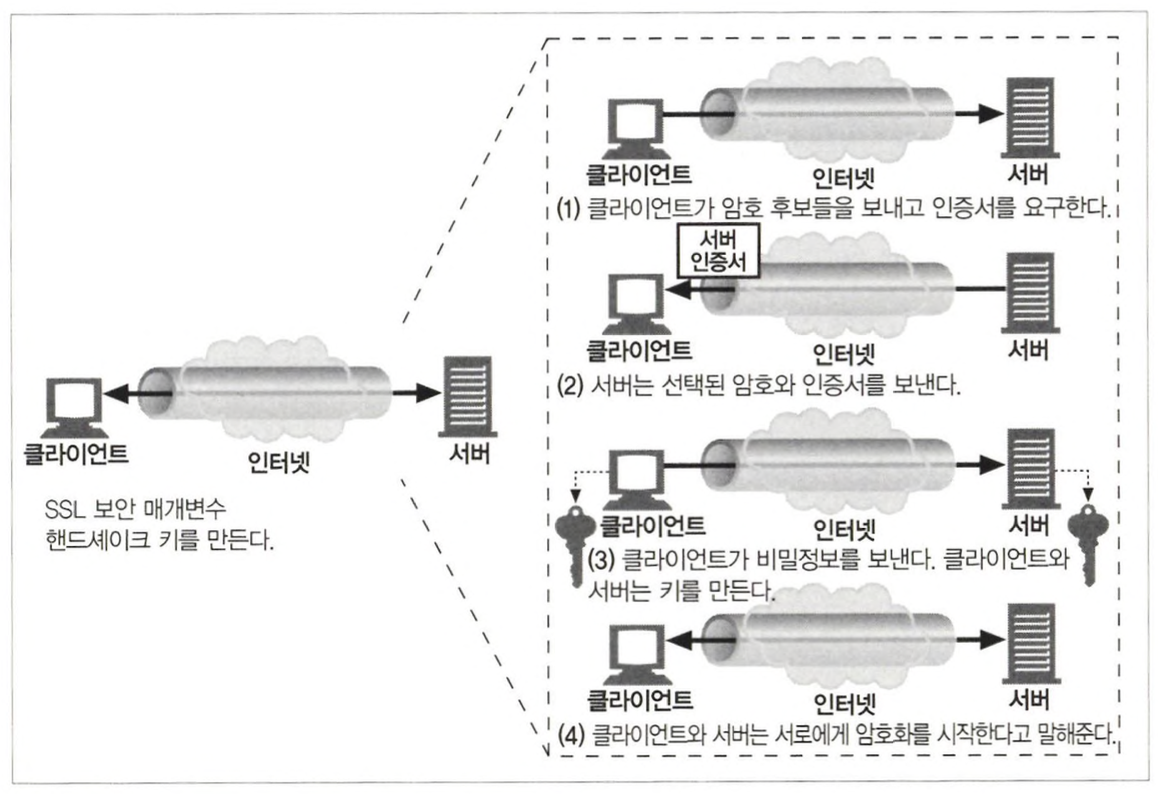 클라이언트
인터넷
서버
SSL 보안 매개변수
핸드셰이크 키를 만든다.
클라이언트
인터넷
서버
(1) 클라이언트가 암호 후보들을 보내고 인증서를 요구한다.
서버
인증서
클라이언트
인터넷
서버
(2) 서버는 선택된 암호와 인증서를 보낸다.
클라이언트
인터넷
서버
(3) 클라이언트가 비밀정보를 보낸다. 클라이언트와
서버는 키를 만든다.
클라이언트
인터넷
서버
(4) 클라이언트와 서버는 서로에게 암호화를 시작한다고 말해준다.